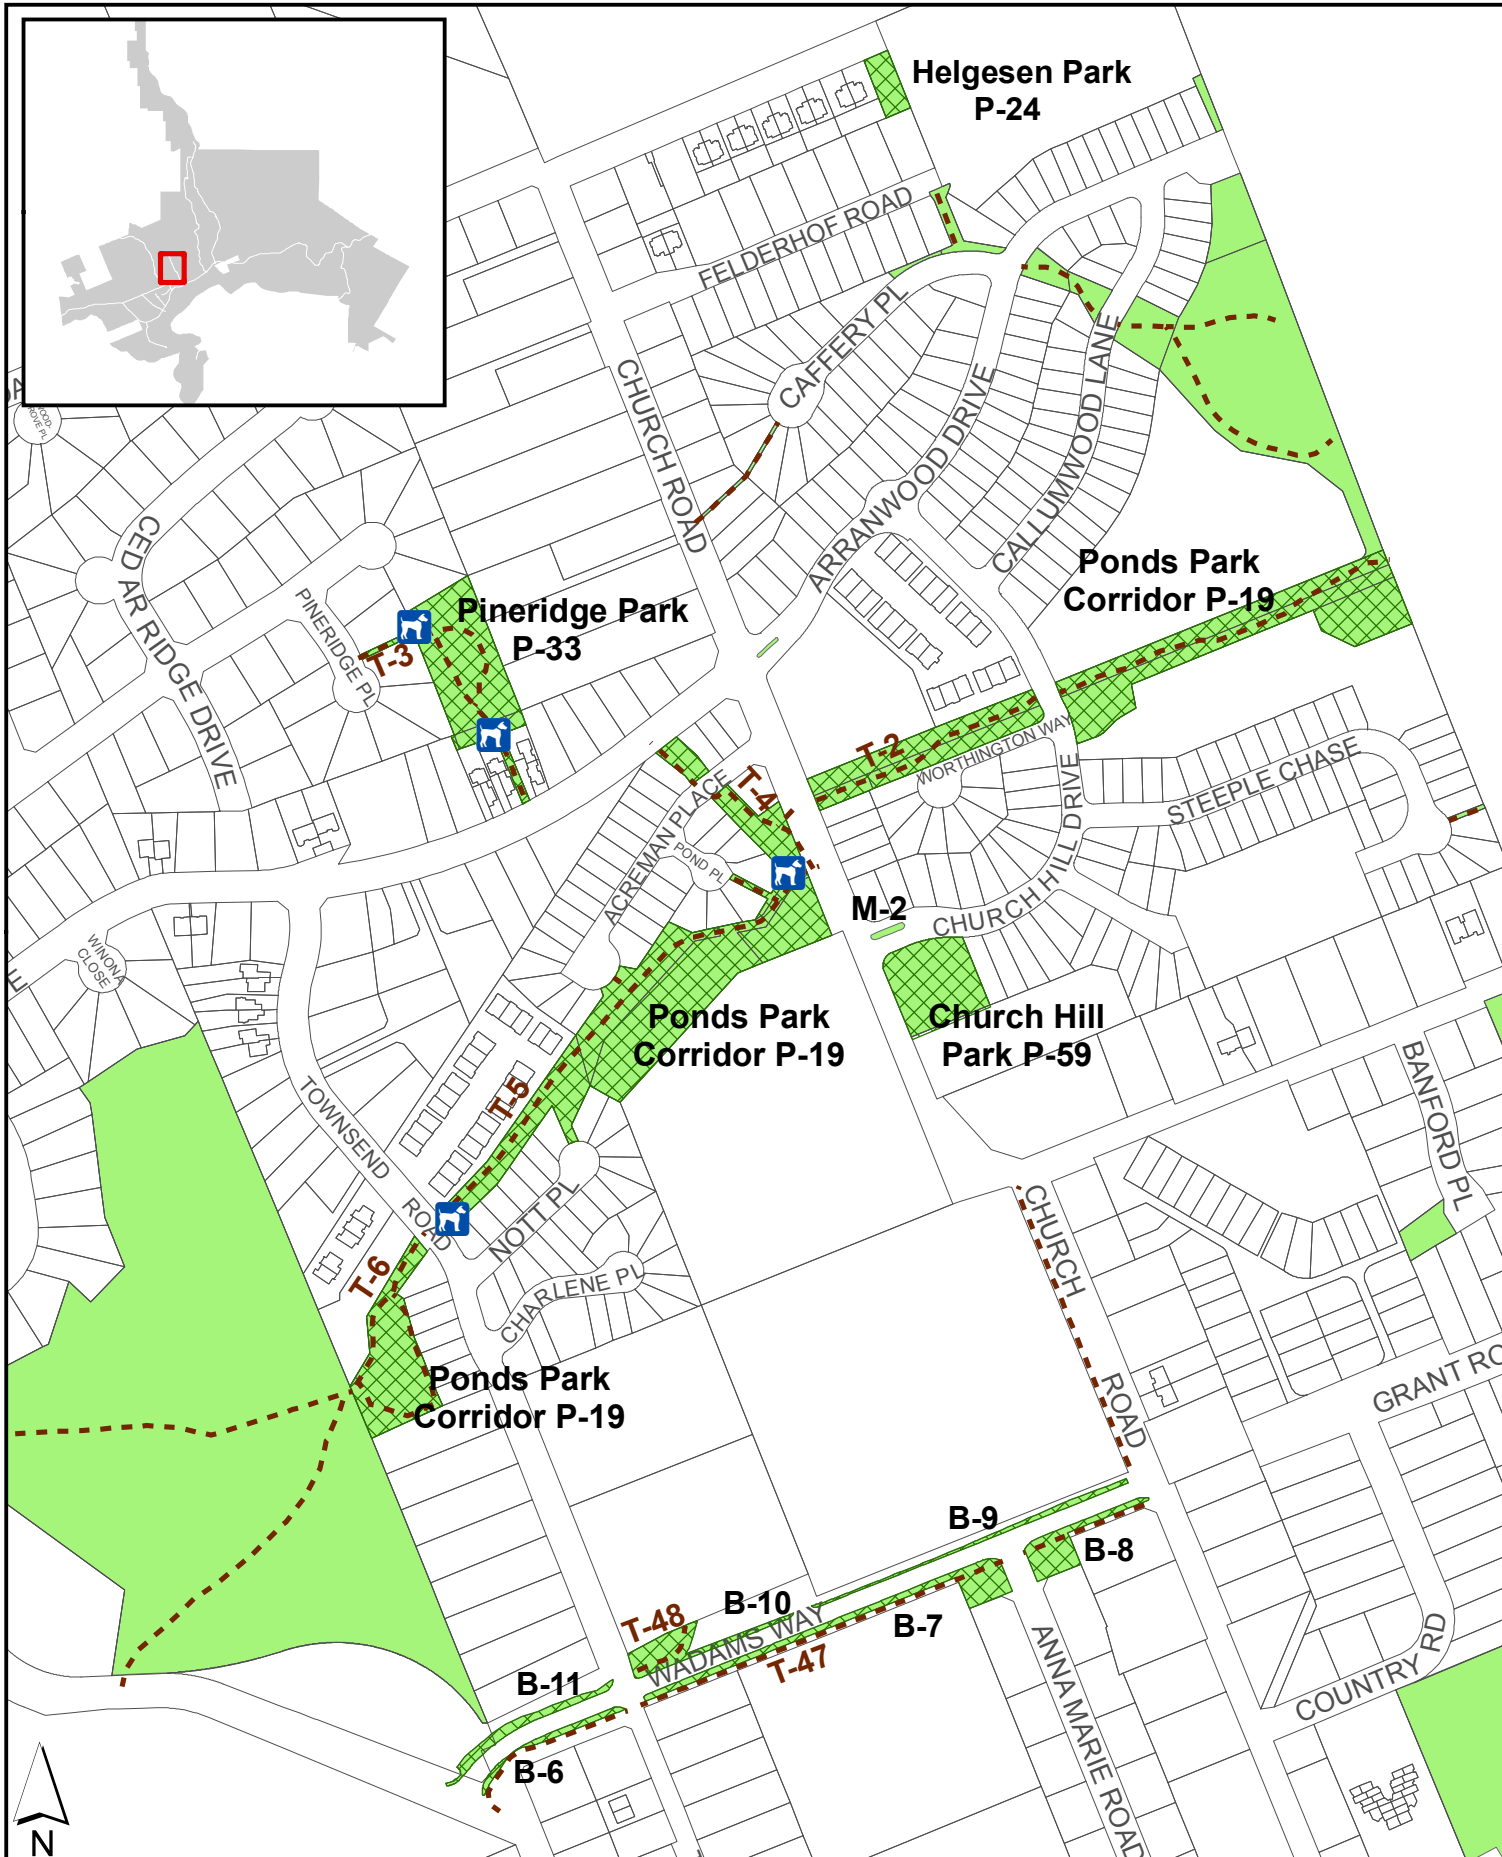 Helgesen Park
P-24
FELDERHOF ROAD
CAFFERY PL
CHURCH ROAD
ARRANWOOD DRIVE
CALLUMWOOD LANE
Ponds Park
Corridor P-19
CEDAR RIDGE DRIVE
PINERIDGE PL
T-3
Pineridge Park
P-33
T-2
WORTHINGTON WAY
STEEPLE CHASE
T-4
ACREMAN PLACE
POND PL
M-2
CHURCH HILL DRIVE
WINONA
CLOSE
E
Ponds Park
Corridor P-19
Church Hill
Park P-59
BANFORD PL
T-5
TOWNSEND ROAD
NOTT PL
CHARLENE PL
T-6
CHURCH ROAD
Ponds Park
Corridor P-19
GRANT RO
B-9
B-8
B-10
T-48
WADAMS WAY
B-7
T-47
B-11
B-6
ANNA MARIE ROAD
COUNTRY RD
N